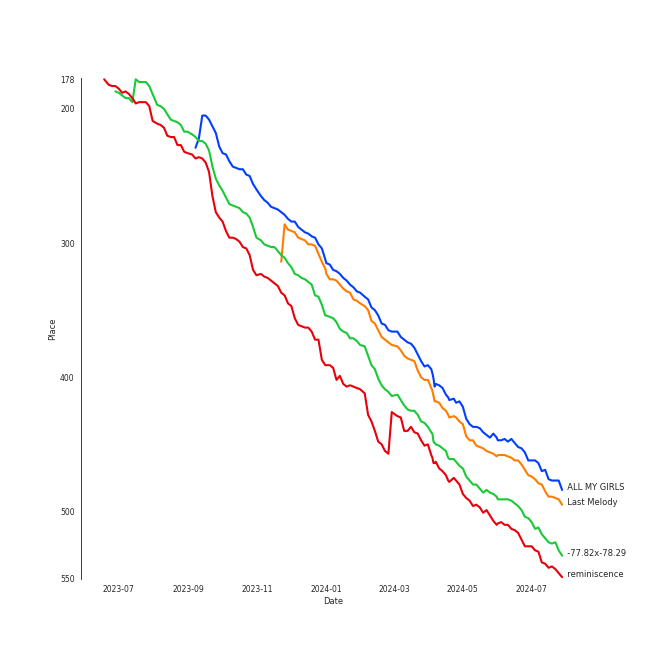 178
200
300
400
500
550
Place
2023-07
2023-09
2023-11
2024-01
2024-03
2024-05
2024-07
Date
ALL MY GIRLS
Last Melody
-77.82x-78.29
reminiscence